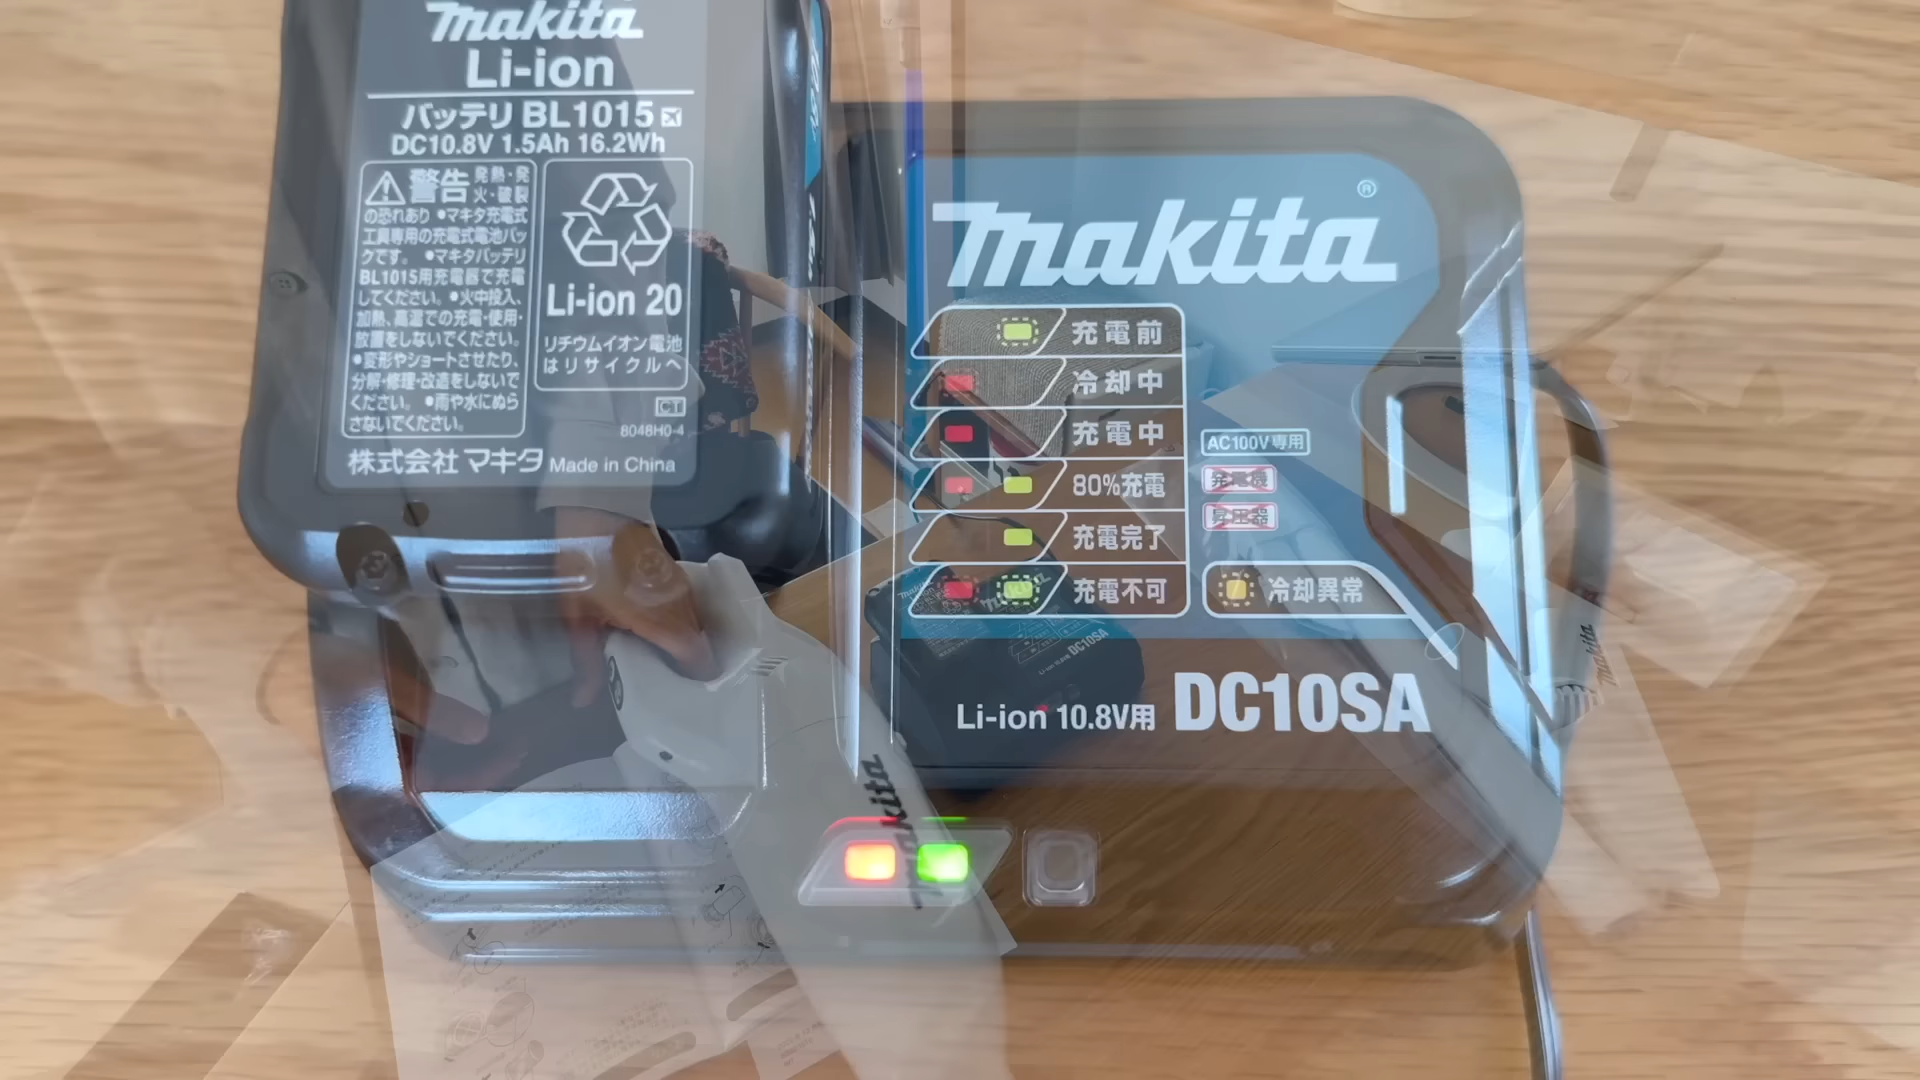 makita
Li-ion
バッテリ BL1015
DC10.8V 1.5Ah 16.2Wh
警告 発熱・発
火・破裂
の恐れあり ●マキタ充電式
工具専用の充電式電池パッ
クです。 ●マキタバッテリ
BL1015用充電器で充電
してください。●火中投入、
加熱、高温での充電・使用・
放置をしないでください。
●変形やショートさせたり、
分解・修理・改造をしないで
ください。 ●雨や水にぬら
さないでください。
Li-ion 20
リチウムイオン電池
はリサイクルへ
CT
8048H0-4
株式会社 マキタ Made in China
makita ®
充電前
冷却中
充電中
80%充電
充電完了
充電不可
AC100V専用
発電機
昇圧器
冷却異常
Li-ion 10.8V用 DC10SA
makita
makita
makita
DC10SA